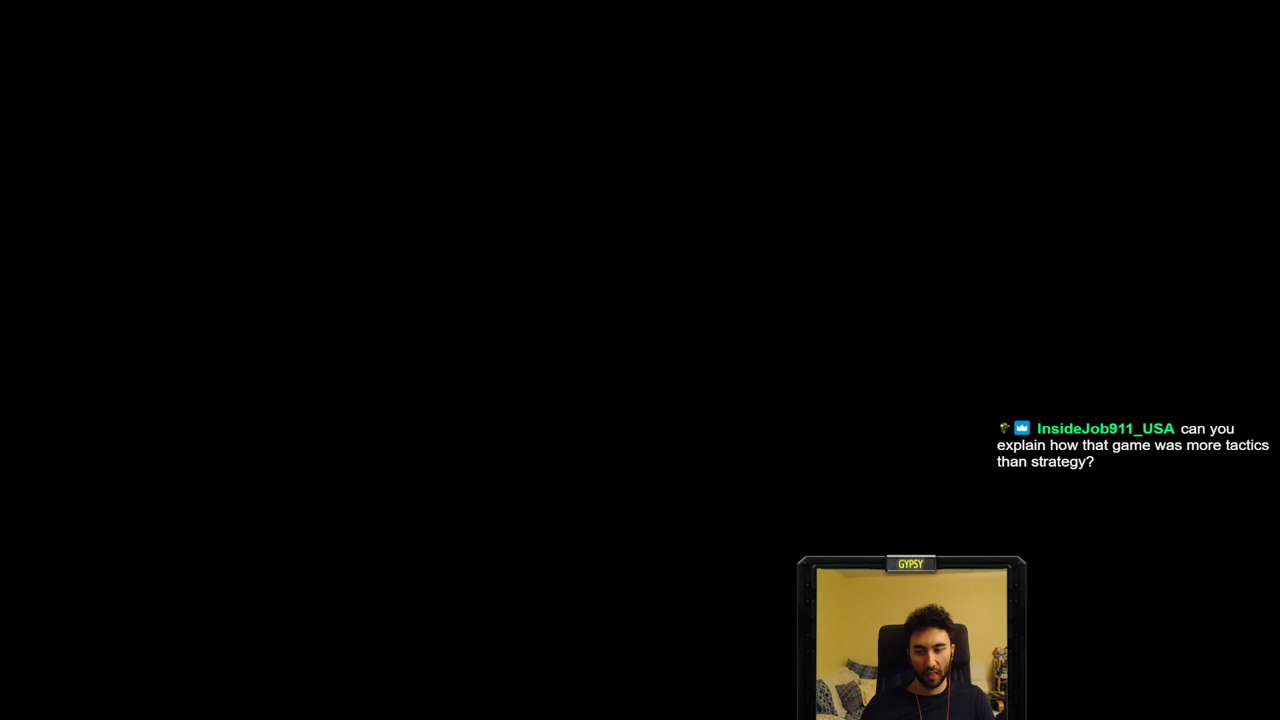 InsideJob911_USA can you
explain how that game was more tactics
than strategy?
GYPSY